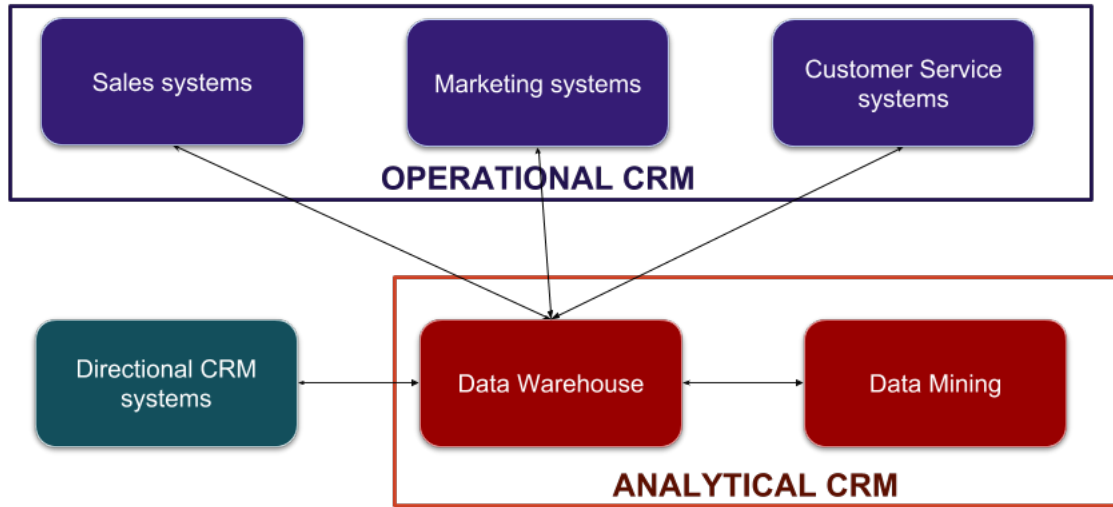 Sales systems
Marketing systems
Customer Service
systems
OPERATIONAL CRM
Directional CRM
systems
Data Warehouse
Data Mining
ANALYTICAL CRM